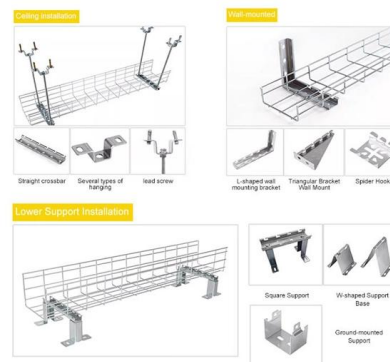 Ceiling installation
Wall-mounted
Straight crossbar
Several types of
hanging
lead screw
L-shaped wall
mounting bracket
Triangular Bracket
Wall Mount
Spider Hook
Lower Support Installation
Square Support
W-shaped Support
Base
Ground-mounted
Support